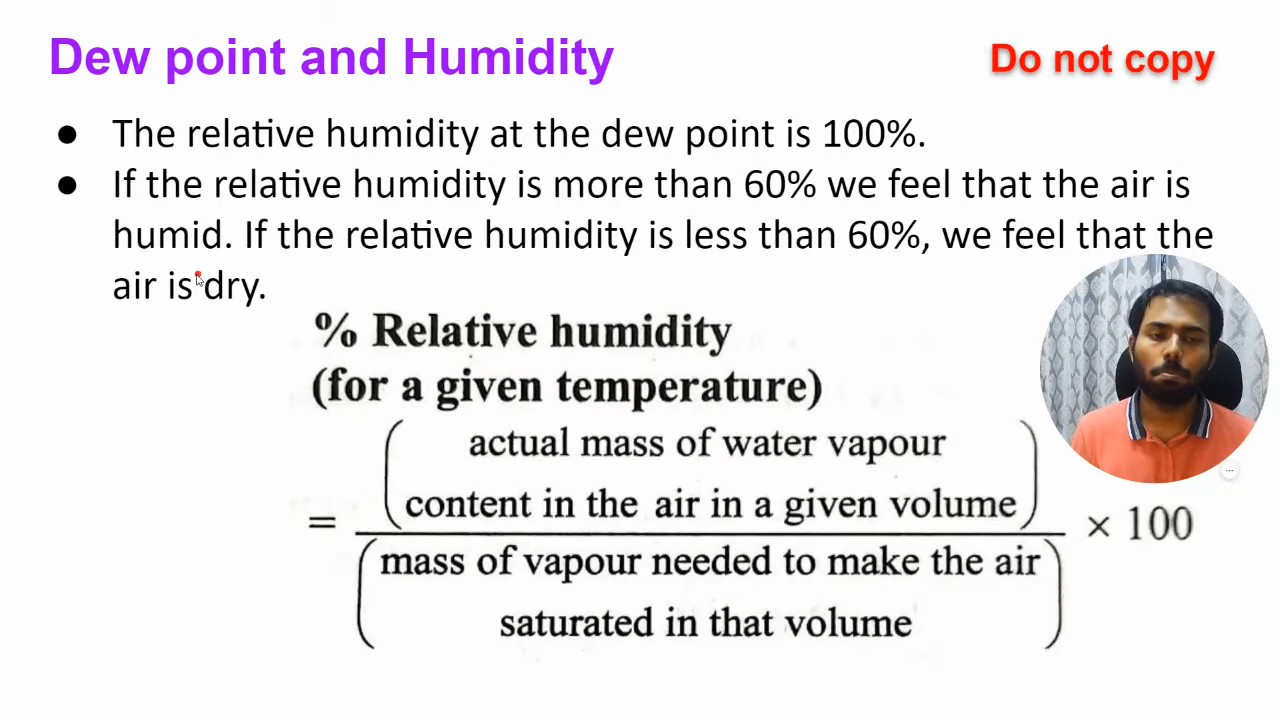 Dew point and Humidity
Do not copy
● The relative humidity at the dew point is 100%.
● If the relative humidity is more than 60% we feel that the air is
humid. If the relative humidity is less than 60%, we feel that the
air is dry.
% Relative humidity
(for a given temperature)
actual mass of water vapour
content in the air in a given volume
= × 100
mass of vapour needed to make the air
saturated in that volume